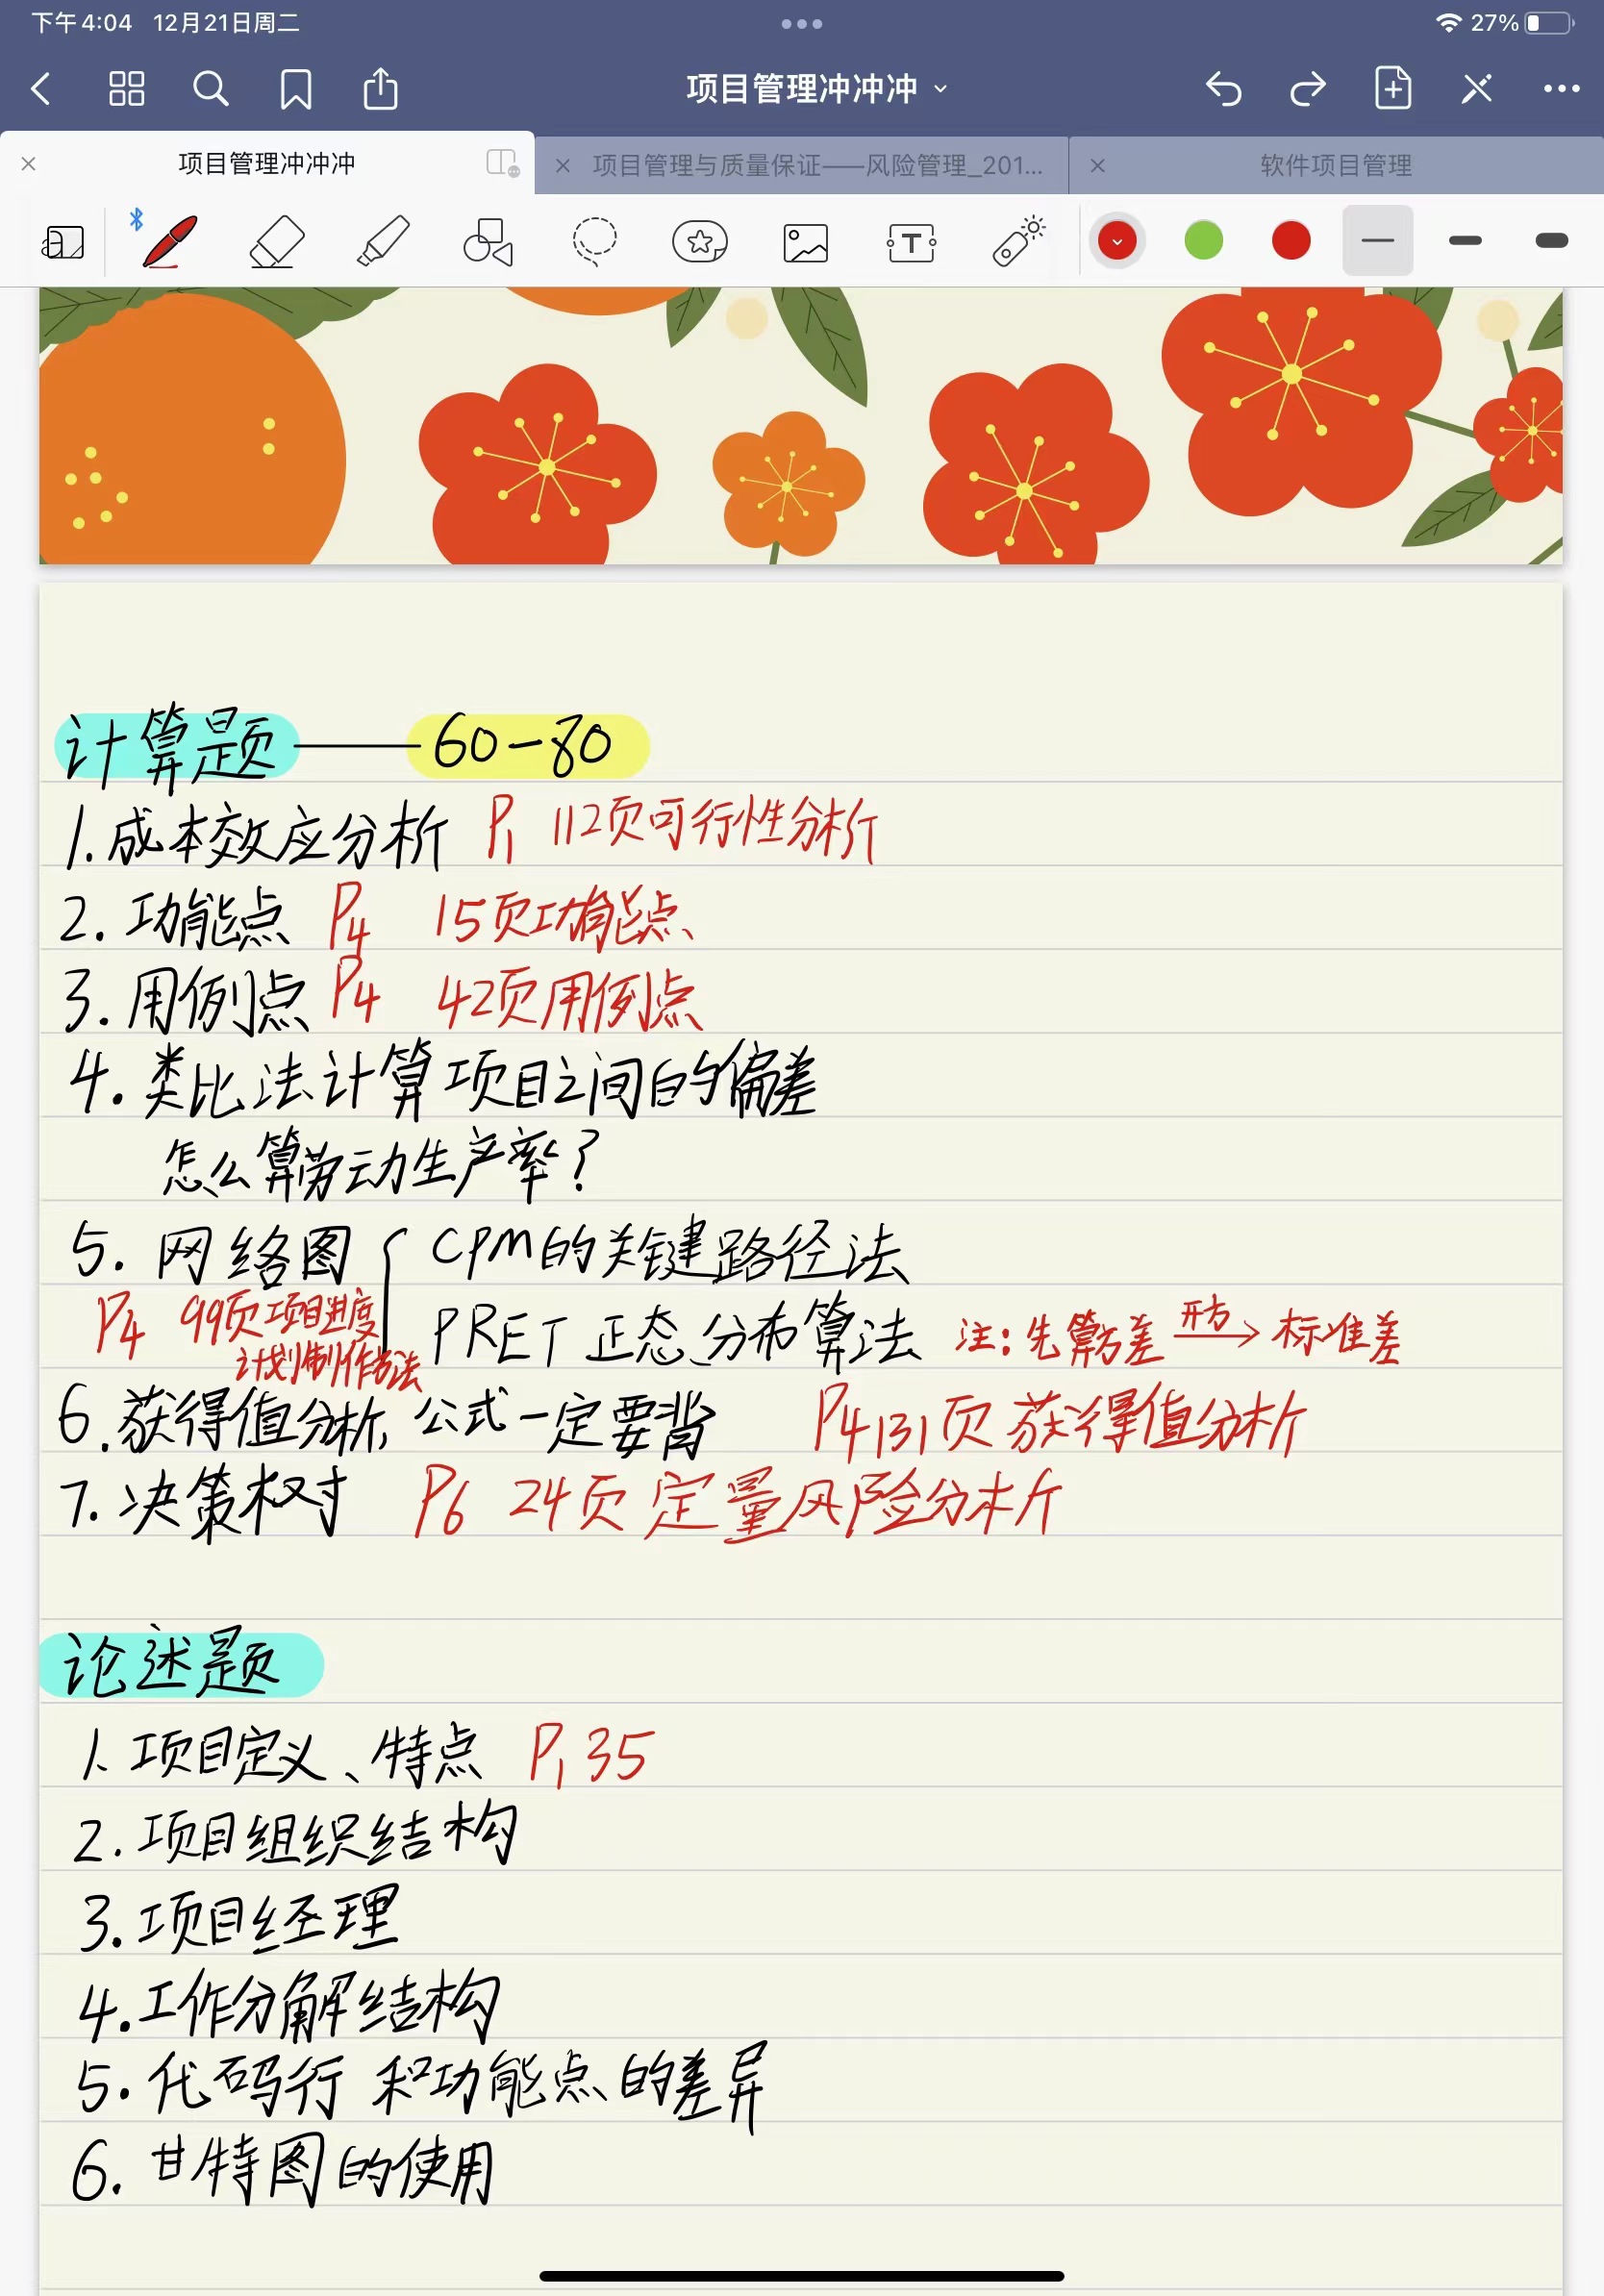 下午4:04 12月21日周二
27%
项目管理冲冲冲
项目管理冲冲冲
项目管理与质量保证——风险管理_201...
软件项目管理
计算题——60-80
1.成本效应分析 P1 112页可行性分析
2.功能点 P4 15页功能点
3.用例点 P4 42页用例点
4.类比法计算项目之间的偏差
怎么算劳动生产率?
5.网络图 { CPM的关键路径法
P4 99页项目进度计划制作方法
PRET正态分布算法 注:先算方差 开方→ 标准差
6.获得值分析,公式一定要背 P4 131页 获得值分析
7.决策树 P6 24页 定量风险分析
论述题
1.项目定义、特点 P1 35
2.项目组织结构
3.项目经理
4.工作分解结构
5.代码行 和功能点的差异
6.甘特图的使用